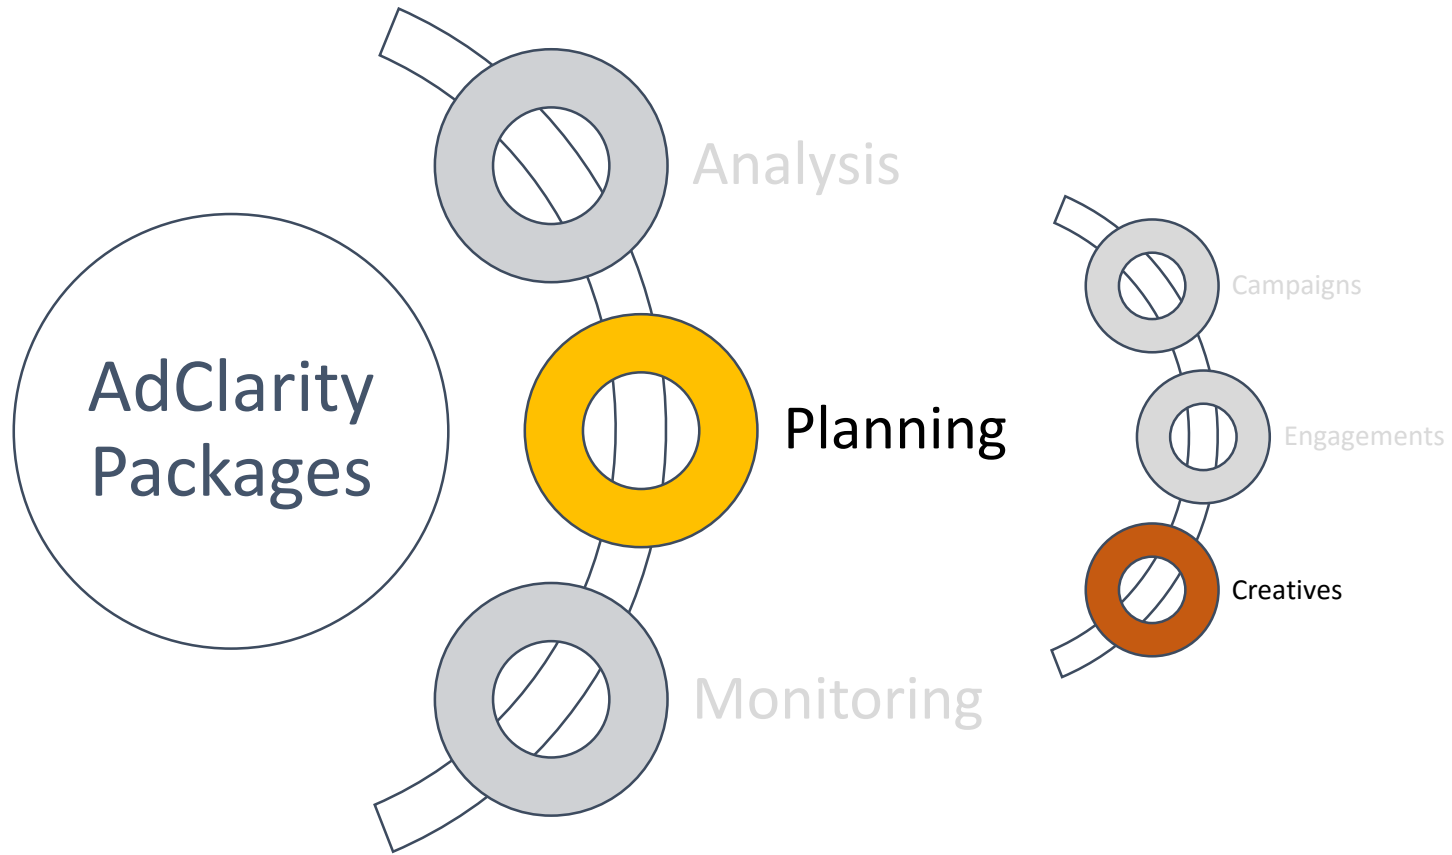 AdClarity
Packages
Analysis
Planning
Monitoring
Campaigns
Engagements
Creatives